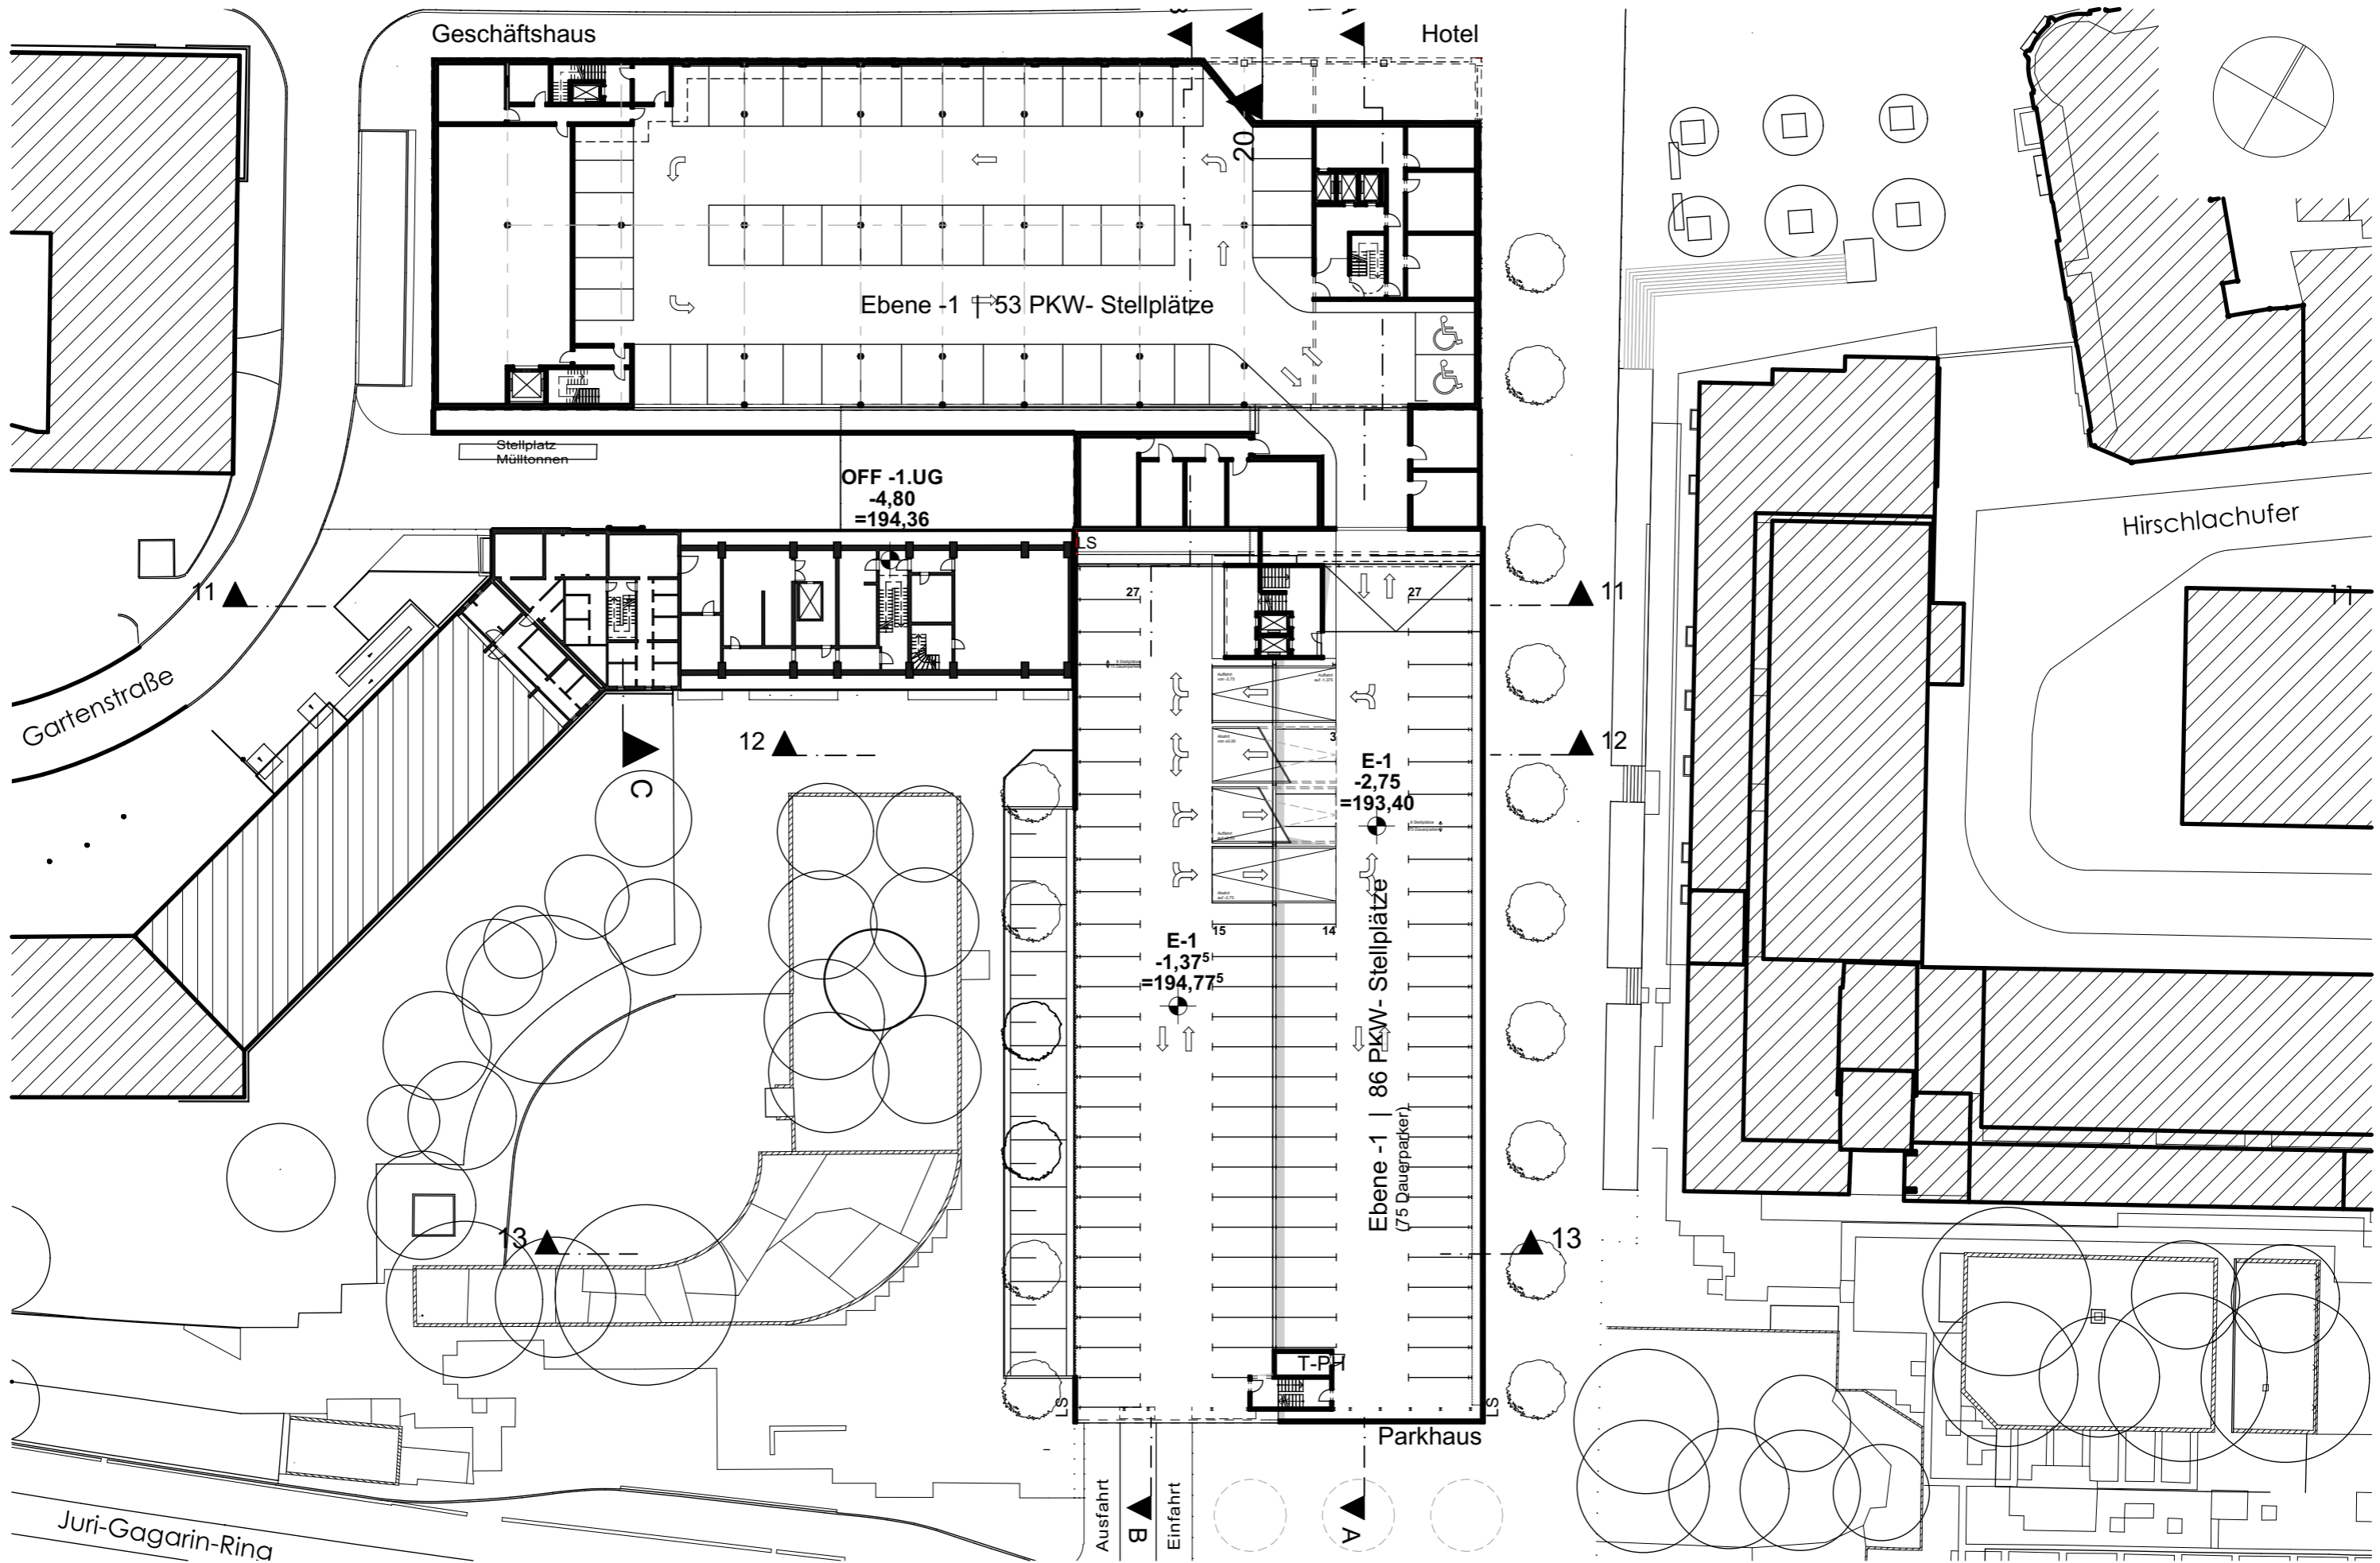 Geschäftshaus
Hotel
20
Ebene -1 | 53 PKW- Stellplätze
Stellplatz
Mülltonnen
OFF -1.UG
-4,80
=194,36
LS
Hirschlachufer
11
27
27
11
11
Gartenstraße
12
C
3
12
E-1
-2,75
=193,40
15
14
E-1
-1,37⁵
=194,77⁵
Ebene -1 | 86 PKW- Stellplätze
(75 Dauerparker)
13
13
T-PH
LS
LS
Parkhaus
Ausfahrt
B
Einfahrt
A
Juri-Gagarin-Ring